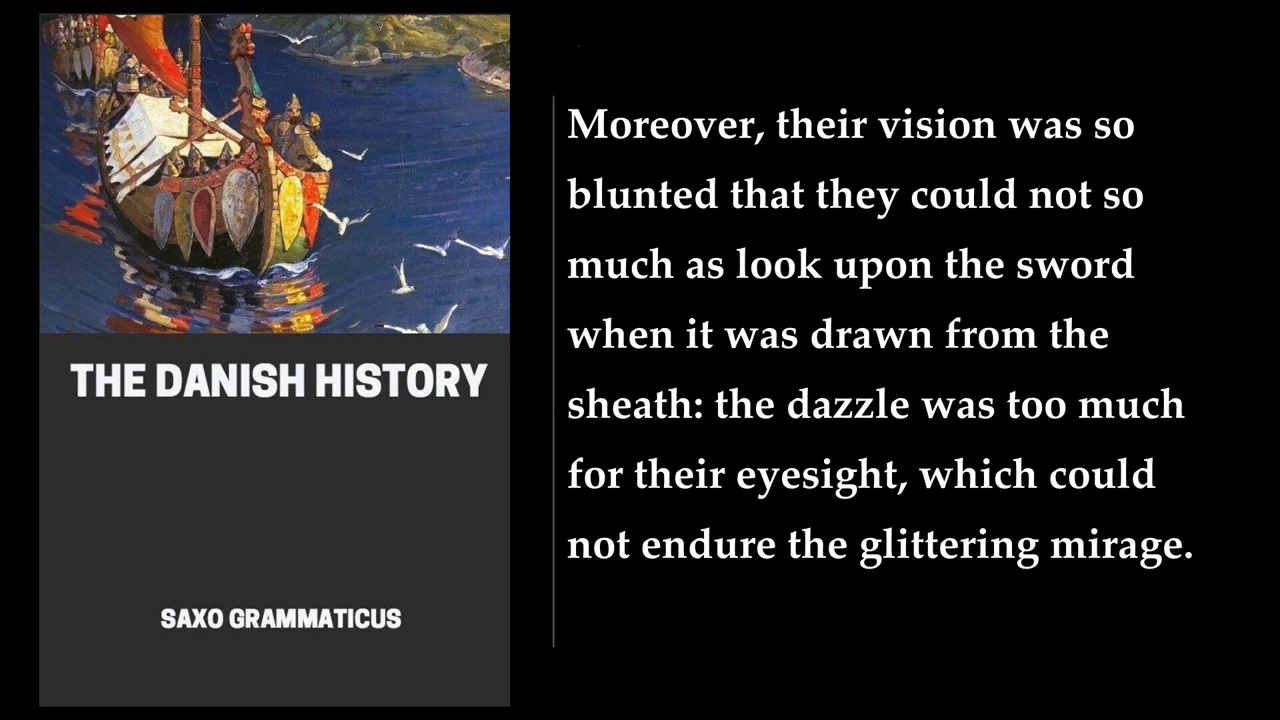 THE DANISH HISTORY
SAXO GRAMMATICUS
Moreover, their vision was so
blunted that they could not so
much as look upon the sword
when it was drawn from the
sheath: the dazzle was too much
for their eyesight, which could
not endure the glittering mirage.